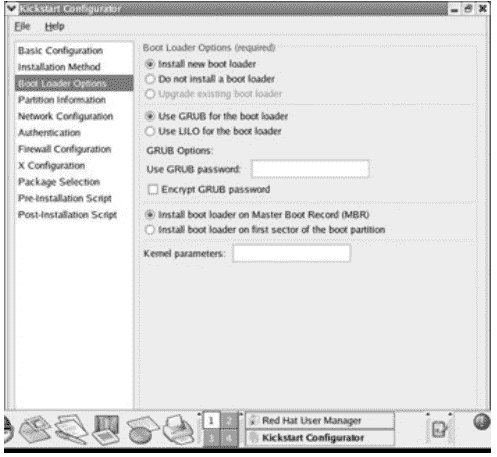 Kickstart Configurator
File Help
Basic Configuration
Installation Method
Boot Loader Options
Partition Information
Network Configuration
Authentication
Firewall Configuration
X Configuration
Package Selection
Pre-Installation Script
Post-Installation Script
Boot Loader Options (required)
Install new boot loader
Do not install a boot loader
Upgrade existing boot loader
Use GRUB for the boot loader
Use LILO for the boot loader
GRUB Options:
Use GRUB password:
Encrypt GRUB password
Install boot loader on Master Boot Record (MBR)
Install boot loader on first sector of the boot partition
Kernel parameters:
1 2
3 4
Red Hat User Manager
Kickstart Configurator